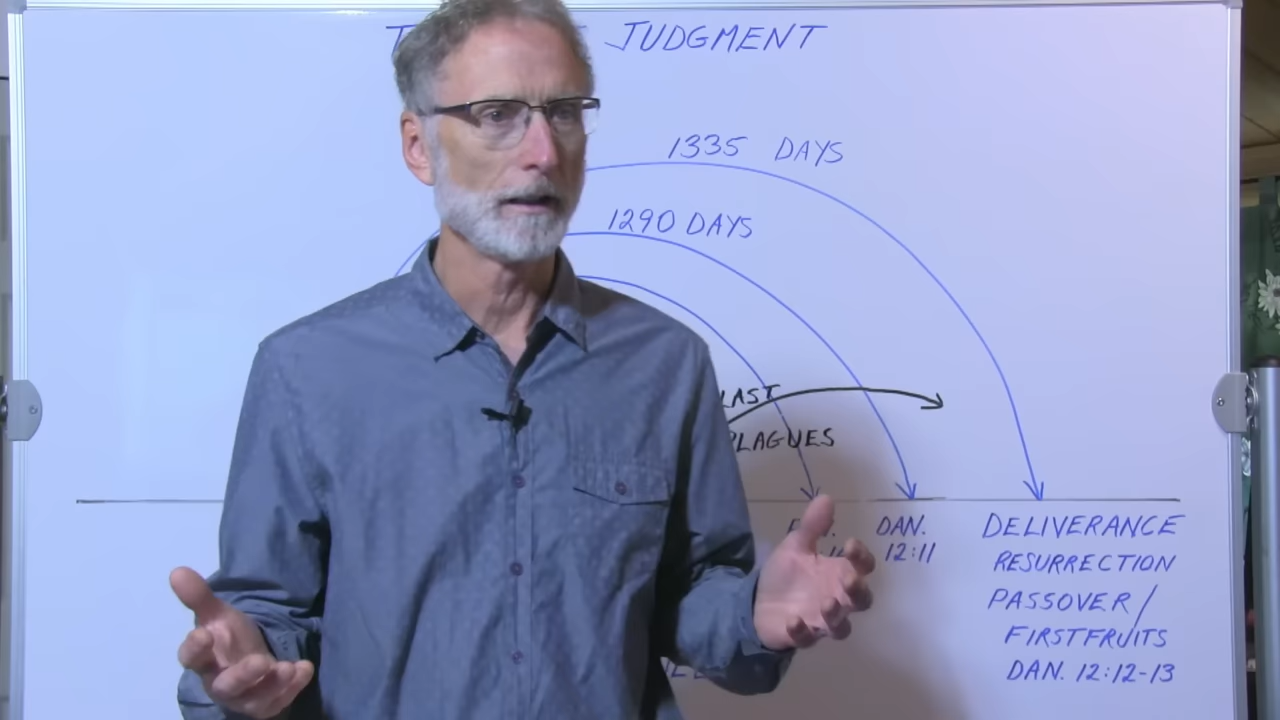 JUDGMENT
1335 DAYS
1290 DAYS
LAST
PLAGUES
DAN.
12:11
DELIVERANCE
RESURRECTION
PASSOVER/
FIRSTFRUITS
DAN. 12:12-13